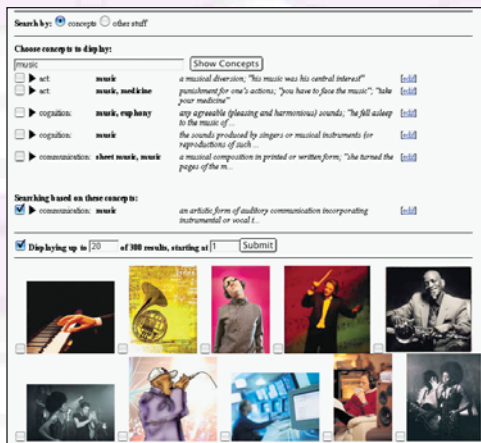 Search by: concepts other stuff
Choose concepts to display:
music Show Concepts
act: music a musical diversion; "his music was his central interest" [edit]
act: music, medicine punishment for one's actions; "you have to face the music"; "take
your medicine" [edit]
cognition: music, euphony any agreeable (pleasing and harmonious) sounds; "he fell asleep
to the music of ... [edit]
cognition: music the sounds produced by singers or musical instruments (or
reproductions of such ... [edit]
communication: sheet music, music a musical composition in printed or written form; "she turned the
pages of the m... [edit]
Searching based on these concepts:
communication: music an artistic form of auditory communication incorporating
instrumental or vocal t... [edit]
Displaying up to 20 of 300 results, starting at 1 Submit